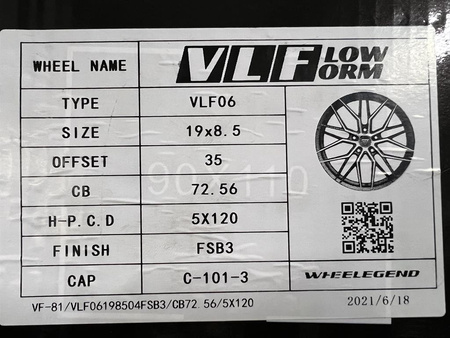 WHEEL NAME VLF LOW FORM
TYPE VLF06
SIZE 19x8.5
OFFSET 35
CB 72.56
90X110
H-P.C.D 5X120
FINISH FSB3
CAP C-101-3
WHEELEGEND
VF-81/VLF06198504FSB3/CB72.56/5X120
2021/6/18